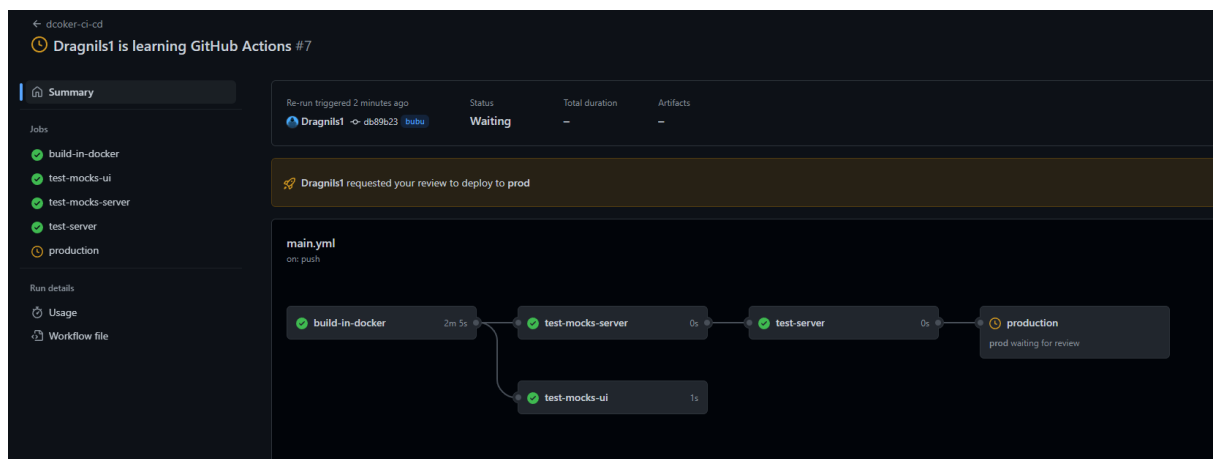 ← dcoker-ci-cd
Dragnils1 is learning GitHub Actions #7
Summary
Jobs
build-in-docker
test-mocks-ui
test-mocks-server
test-server
production
Run details
Usage
Workflow file
Re-run triggered 2 minutes ago Status Total duration Artifacts
Dragnils1 db89b23 bubu Waiting – –
Dragnils1 requested your review to deploy to prod
main.yml
on: push
build-in-docker 2m 5s test-mocks-server 0s test-server 0s production
prod waiting for review
test-mocks-ui 1s